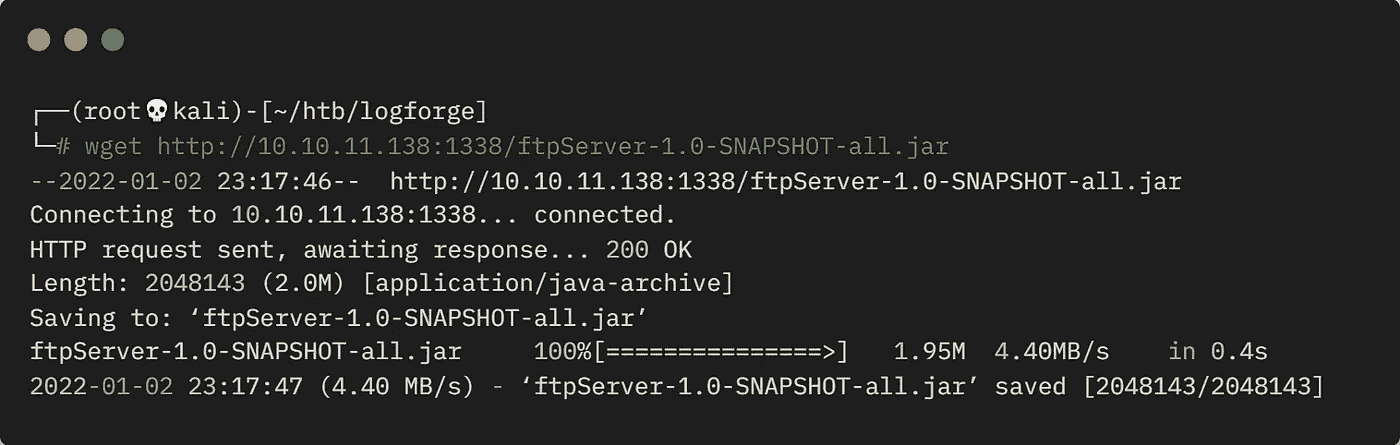 ┌──(root💀kali)-[~/htb/logforge]
└─# wget http://10.10.11.138:1338/ftpServer-1.0-SNAPSHOT-all.jar
--2022-01-02 23:17:46--  http://10.10.11.138:1338/ftpServer-1.0-SNAPSHOT-all.jar
Connecting to 10.10.11.138:1338... connected.
HTTP request sent, awaiting response... 200 OK
Length: 2048143 (2.0M) [application/java-archive]
Saving to: ‘ftpServer-1.0-SNAPSHOT-all.jar’
ftpServer-1.0-SNAPSHOT-all.jar     100%[===============>]   1.95M  4.40MB/s    in 0.4s
2022-01-02 23:17:47 (4.40 MB/s) - ‘ftpServer-1.0-SNAPSHOT-all.jar’ saved [2048143/2048143]